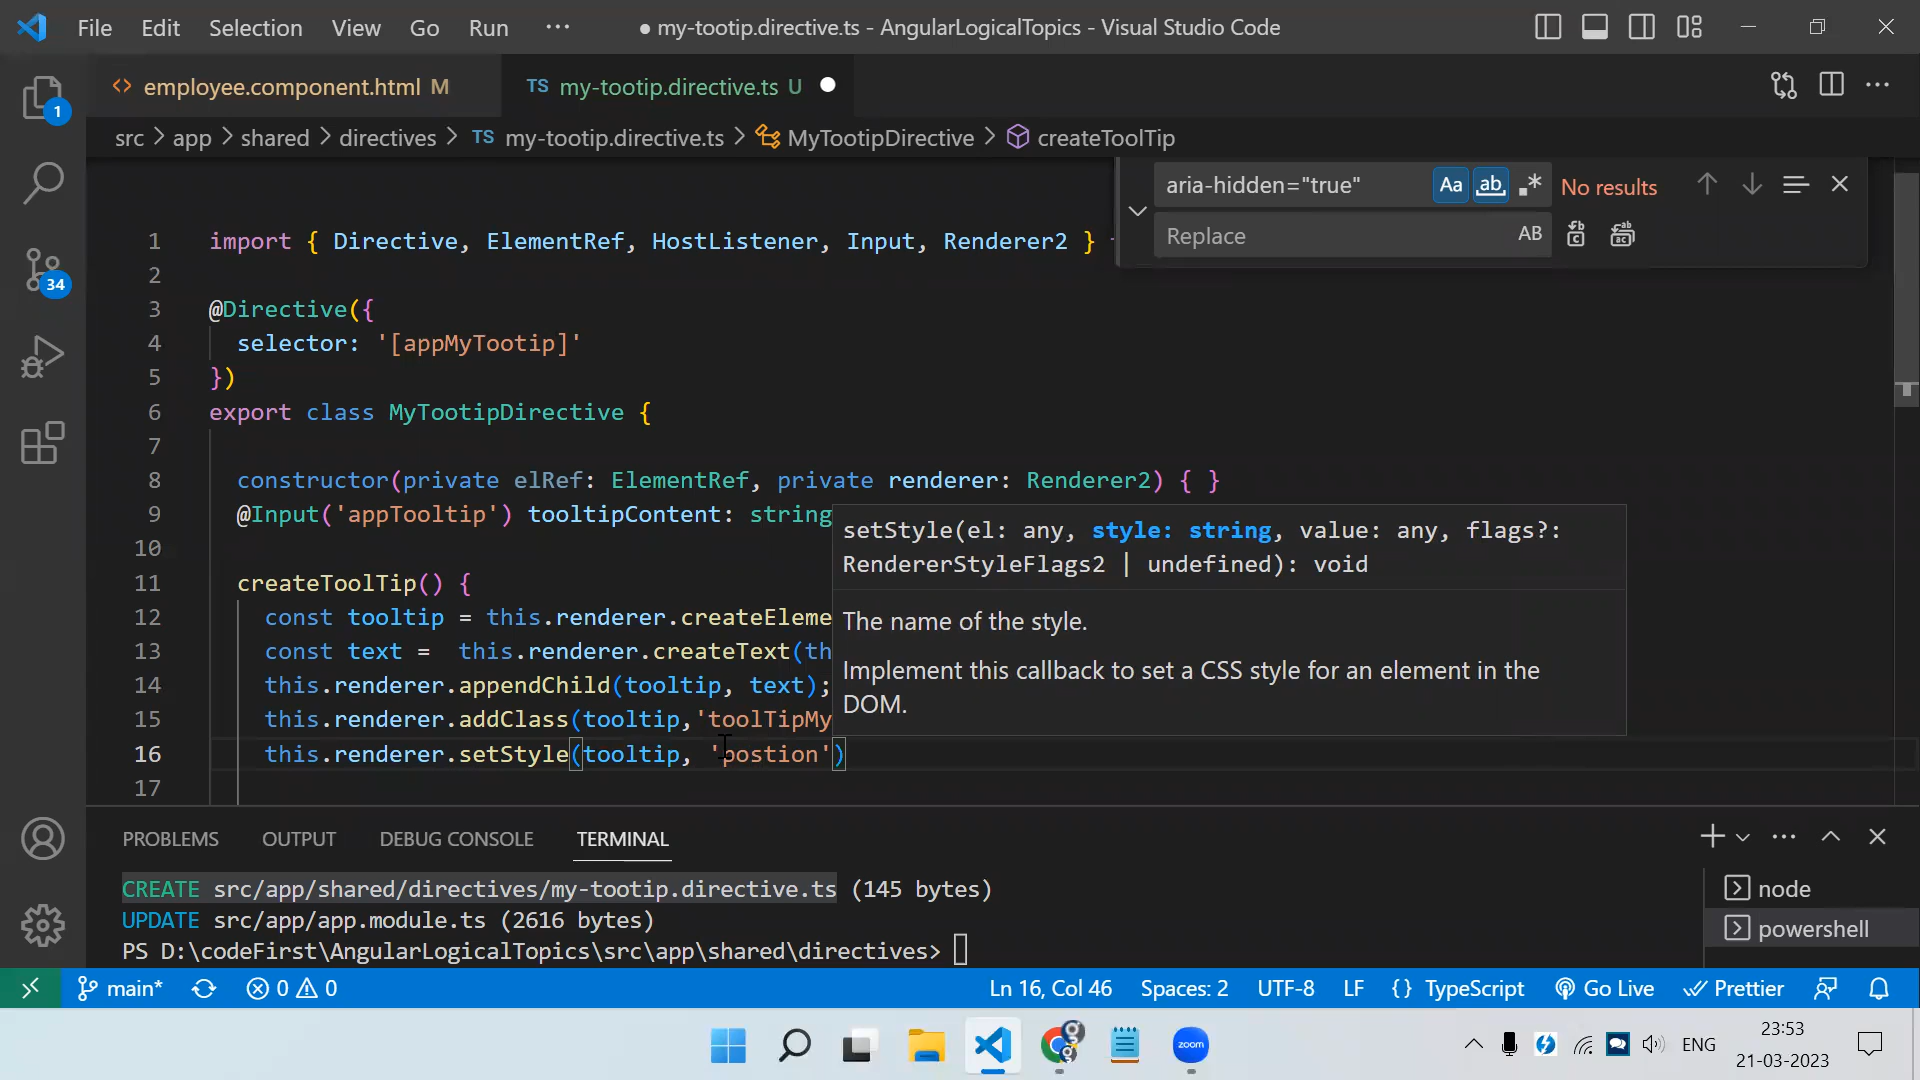 File Edit Selection View Go Run ··· ● my-tootip.directive.ts - AngularLogicalTopics - Visual Studio Code
<> employee.component.html M TS my-tootip.directive.ts U
src > app > shared > directives > TS my-tootip.directive.ts > MyTootipDirective > createToolTip
aria-hidden="true" Aa ab .* No results
Replace AB
1 import { Directive, ElementRef, HostListener, Input, Renderer2 }
2
3 @Directive({
4 selector: '[appMyTootip]'
5 })
6 export class MyTootipDirective {
7
8 constructor(private elRef: ElementRef, private renderer: Renderer2) { }
9 @Input('appTooltip') tooltipContent: string
10
11 createToolTip() {
12 const tooltip = this.renderer.createEleme
13 const text = this.renderer.createText(th
14 this.renderer.appendChild(tooltip, text);
15 this.renderer.addClass(tooltip,'toolTipMy
16 this.renderer.setStyle(tooltip, 'postion')
17
setStyle(el: any, style: string, value: any, flags?:
RendererStyleFlags2 | undefined): void
The name of the style.
Implement this callback to set a CSS style for an element in the
DOM.
PROBLEMS OUTPUT DEBUG CONSOLE TERMINAL
CREATE src/app/shared/directives/my-tootip.directive.ts (145 bytes)
UPDATE src/app/app.module.ts (2616 bytes)
PS D:\codeFirst\AngularLogicalTopics\src\app\shared\directives>
node
powershell
1
34
main* 0 0 Ln 16, Col 46 Spaces: 2 UTF-8 LF {} TypeScript Go Live Prettier
zoom ENG 23:53
21-03-2023